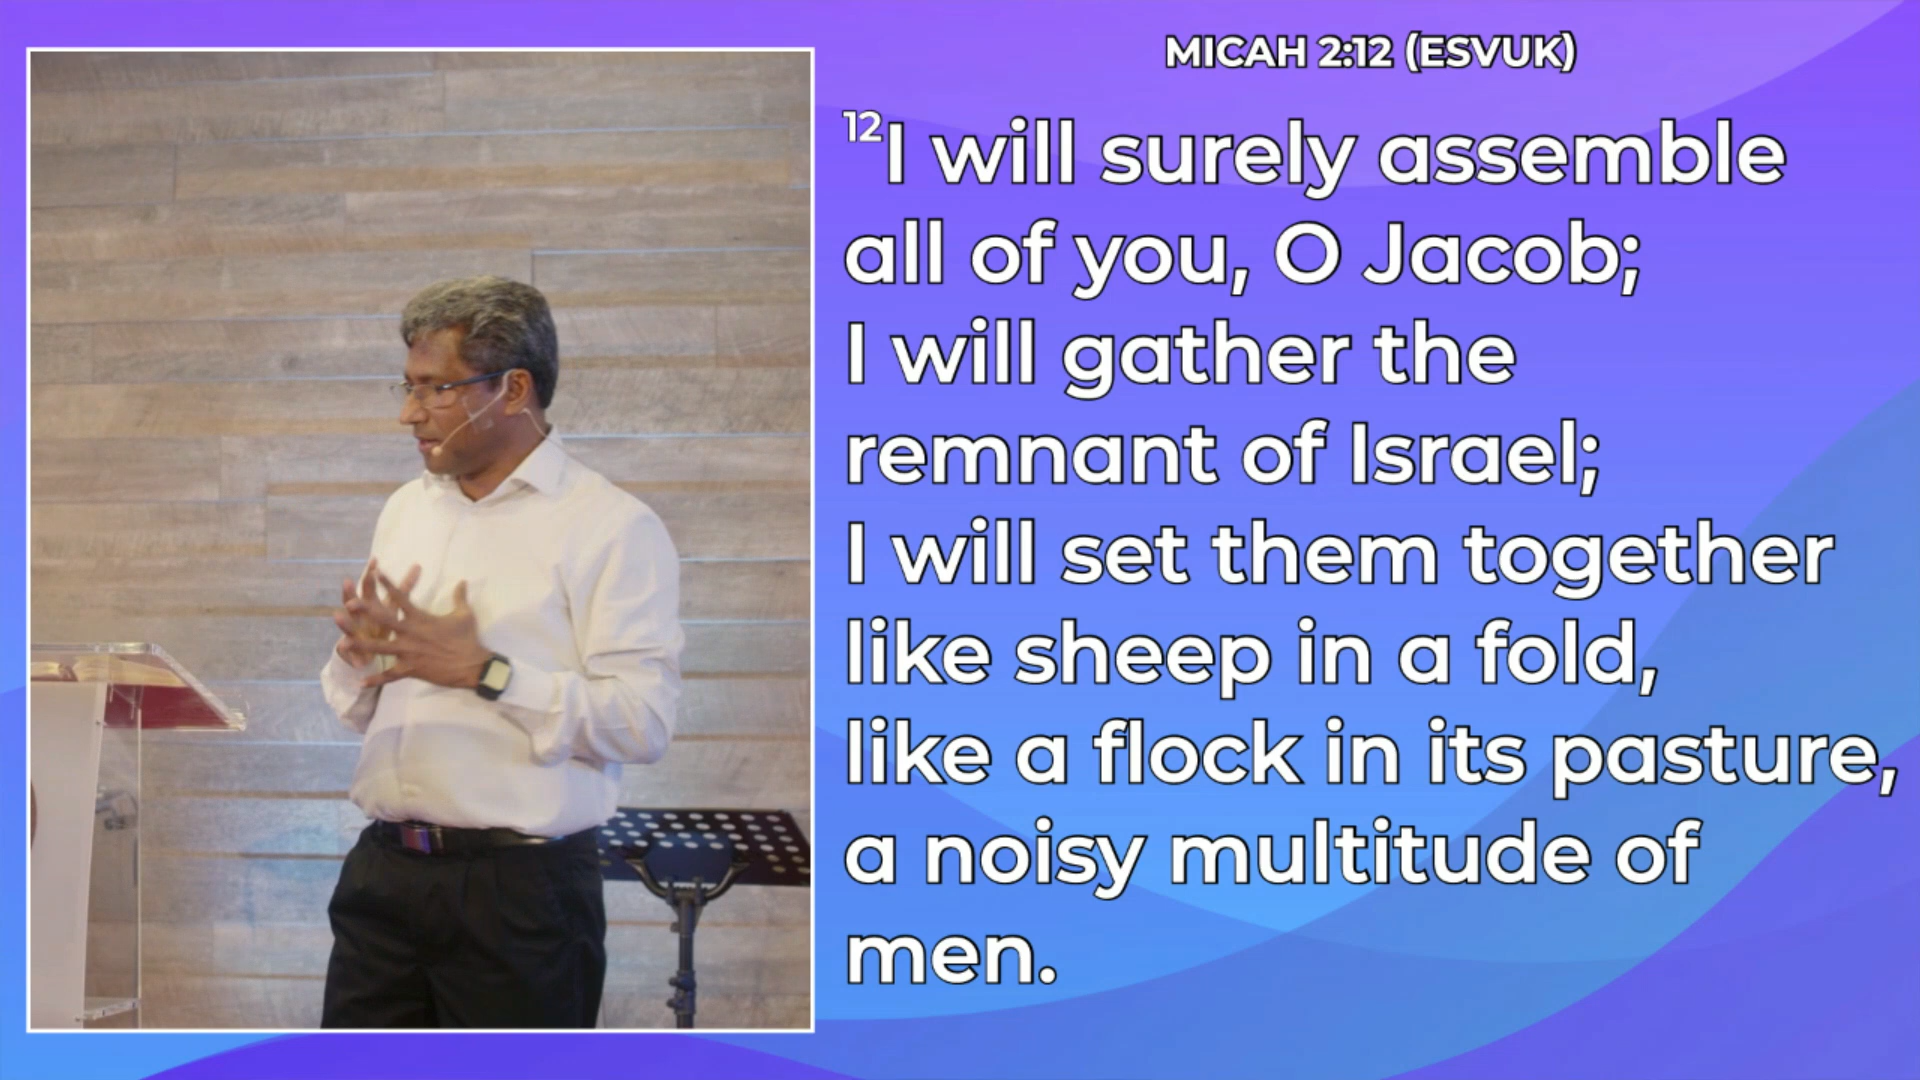 MICAH 2:12 (ESVUK)
12I will surely assemble
all of you, O Jacob;
I will gather the
remnant of Israel;
I will set them together
like sheep in a fold,
like a flock in its pasture,
a noisy multitude of
men.